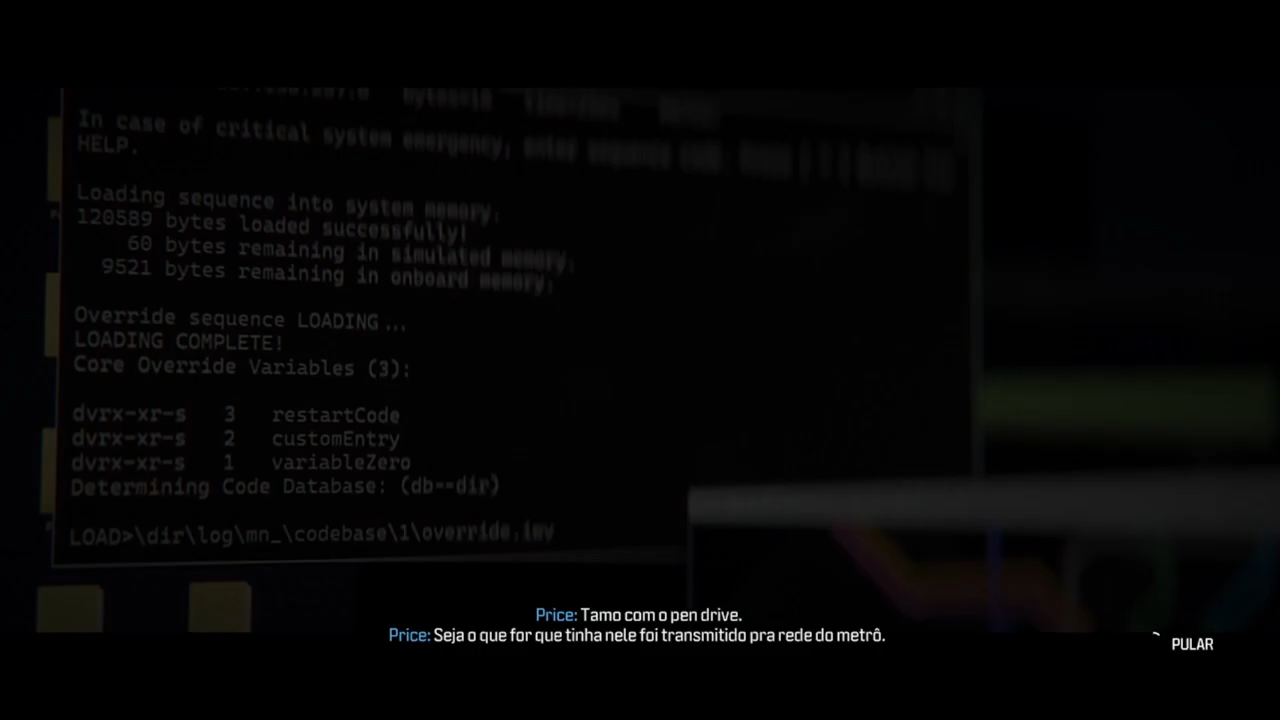 In case of critical system emergency, enter sequence
HELP.
Loading sequence into system memory.
120589 bytes loaded successfully!
60 bytes remaining in simulated memory.
9521 bytes remaining in onboard memory.
Override sequence LOADING...
LOADING COMPLETE!
Core Override Variables (3):
dvrx-xr-s 3 restartCode
dvrx-xr-s 2 customEntry
dvrx-xr-s 1 variableZero
Determining Code Database: (db--dir)
LOAD>\dir\log\mn_\codebase\1\override.inv
Price: Tamo com o pen drive.
Price: Seja o que for que tinha nele foi transmitido pra rede do metrô.
PULAR